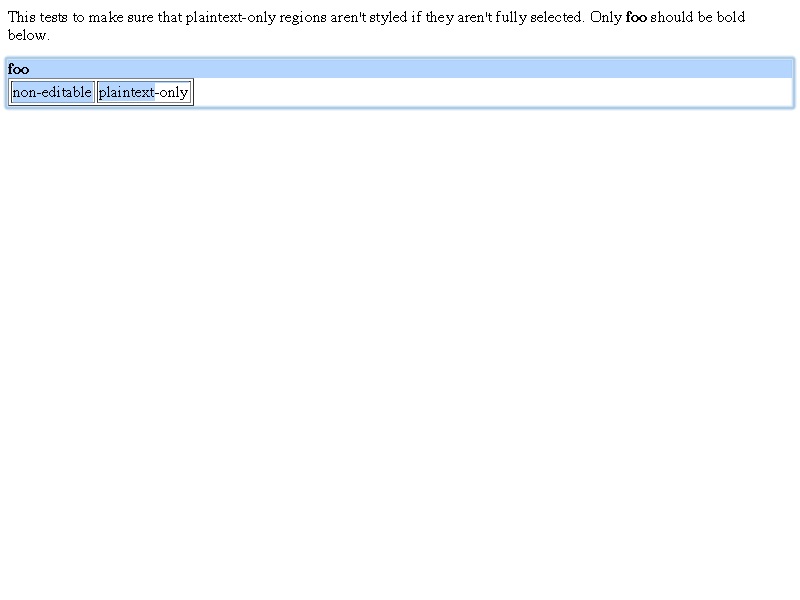 This tests to make sure that plaintext-only regions aren't styled if they aren't fully selected. Only foo should be bold
below.
foo
non-editable plaintext-only